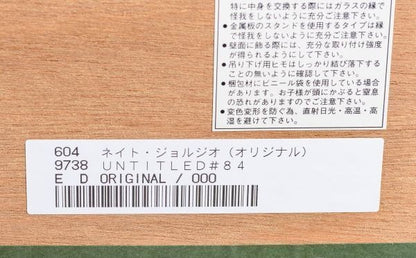 特に中身を交換する際にはガラスの縁で
怪我をしないように充分ご注意下さい。
●金属板のスタンドを使用するタイプは縁
で怪我をしないように充分ご注意下さい。
●壁面に飾る際には、充分な取り付け強度
が得られるようにして下さい。
●吊り下げ用ヒモはしっかり結び落下する
ことの無いように確認して下さい。
●梱包材にビニール袋を使用している場合
があります。お子様が頭にかぶると窒息
の恐れがありますのでご注意下さい。
●変色変形を防ぐ為、直射日光・高温・高
湿を避けて下さい。
604 ネイト・ジョルジオ（オリジナル）
9738 UNTITLED#84
E D ORIGINAL / 000